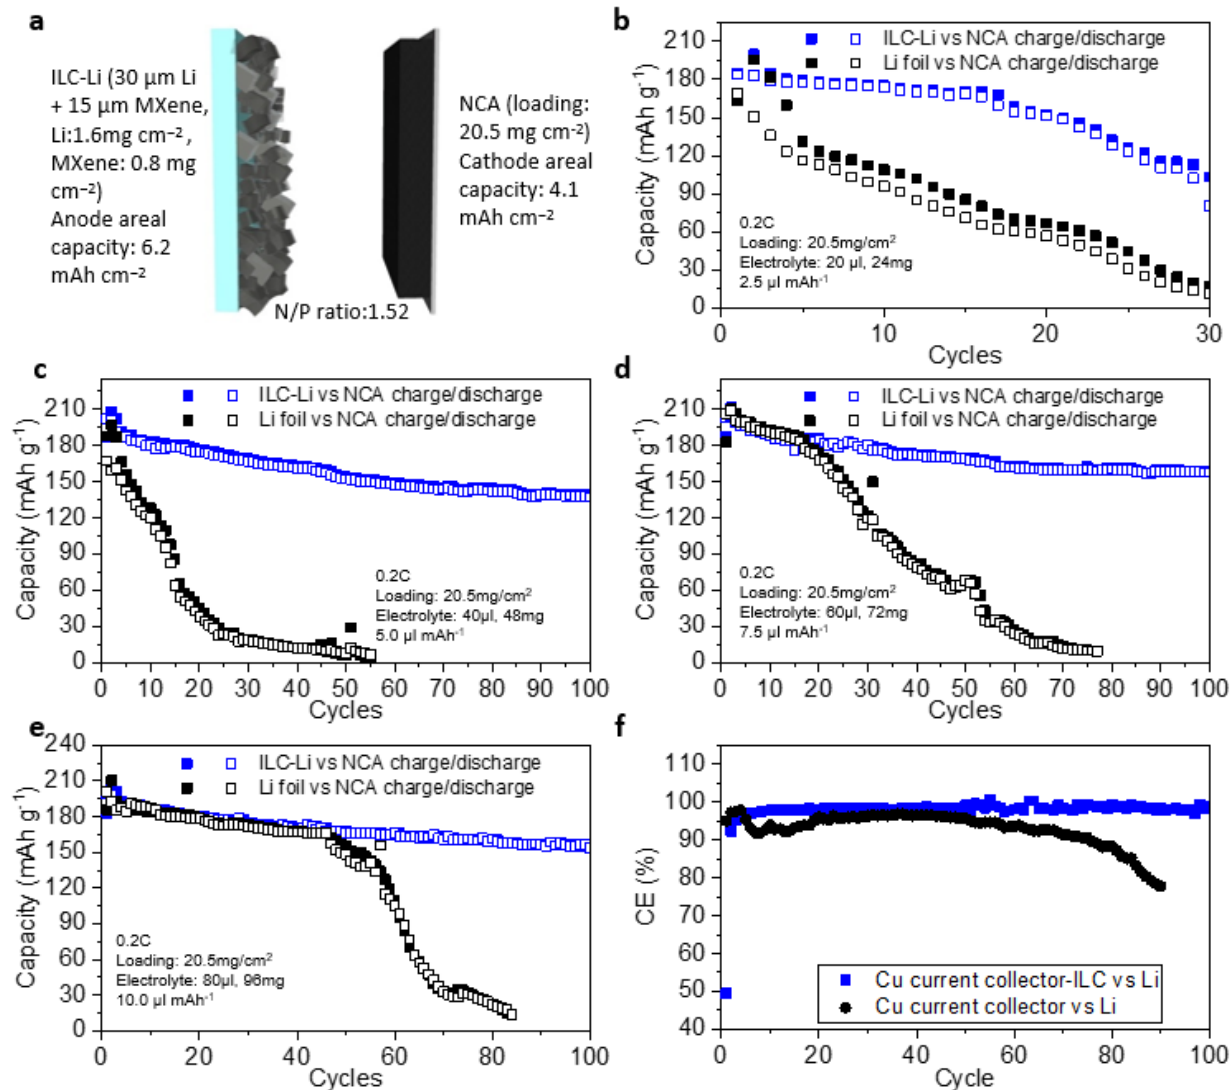 a
ILC-Li (30 µm Li
+ 15 µm MXene,
Li:1.6mg cm⁻² ,
MXene: 0.8 mg
cm⁻²)
Anode areal
capacity: 6.2
mAh cm⁻²
NCA (loading:
20.5 mg cm⁻²)
Cathode areal
capacity: 4.1
mAh cm⁻²
N/P ratio:1.52
b
ILC-Li vs NCA charge/discharge
Li foil vs NCA charge/discharge
Capacity (mAh g⁻¹)
210
180
150
120
90
60
30
0
0.2C
Loading: 20.5mg/cm²
Electrolyte: 20 µl, 24mg
2.5 µl mAh⁻¹
0 10 20 30
Cycles
c
ILC-Li vs NCA charge/discharge
Li foil vs NCA charge/discharge
Capacity (mAh g⁻¹)
210
180
150
120
90
60
30
0
0.2C
Loading: 20.5mg/cm²
Electrolyte: 40µl, 48mg
5.0 µl mAh⁻¹
0 10 20 30 40 50 60 70 80 90 100
Cycles
d
ILC-Li vs NCA charge/discharge
Li foil vs NCA charge/discharge
Capacity (mAh g⁻¹)
210
180
150
120
90
60
30
0
0.2C
Loading: 20.5mg/cm²
Electrolyte: 60µl, 72mg
7.5 µl mAh⁻¹
0 10 20 30 40 50 60 70 80 90 100
Cycles
e
ILC-Li vs NCA charge/discharge
Li foil vs NCA charge/discharge
Capacity (mAh g⁻¹)
240
210
180
150
120
90
60
30
0
0.2C
Loading: 20.5mg/cm²
Electrolyte: 80µl, 96mg
10.0 µl mAh⁻¹
0 20 40 60 80 100
Cycles
f
CE (%)
110
100
90
80
70
60
50
40
Cu current collector-ILC vs Li
Cu current collector vs Li
0 20 40 60 80 100
Cycle